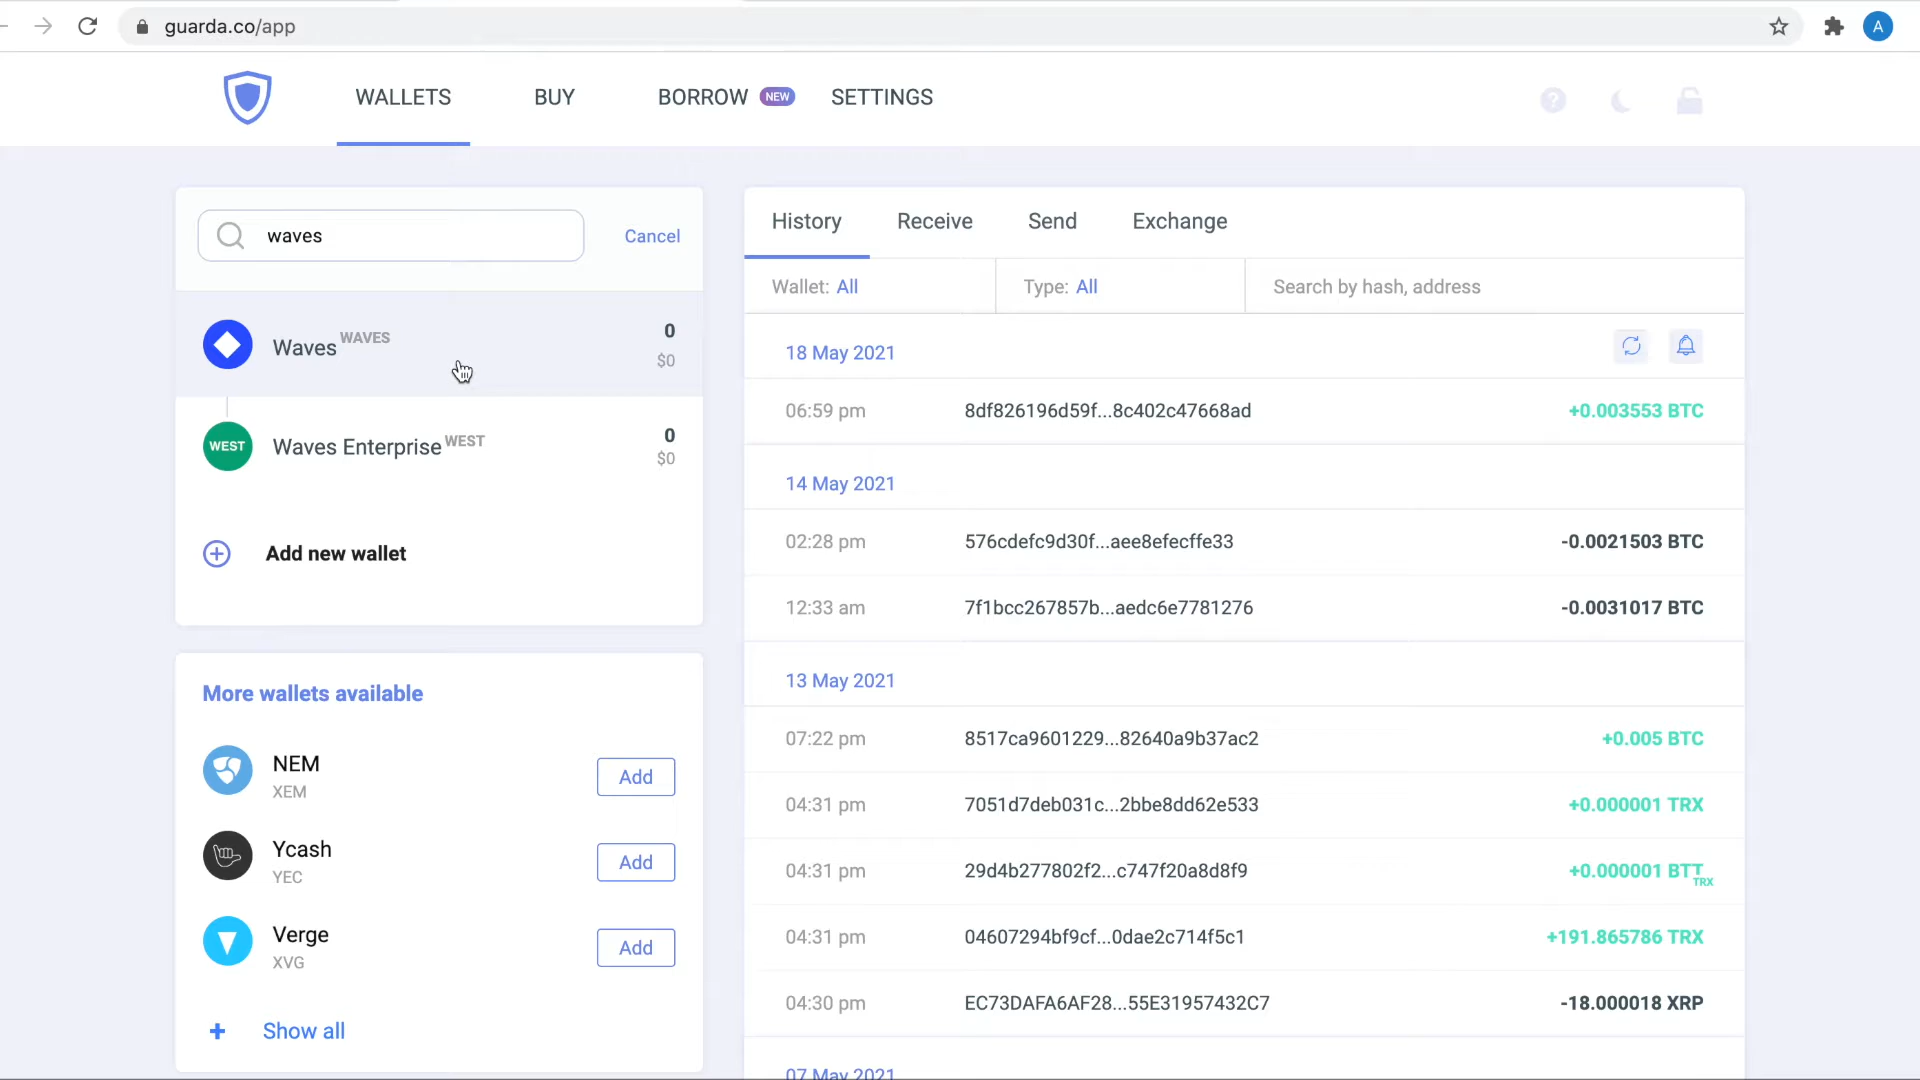 guarda.co/app
A
WALLETS
BUY
BORROW NEW
SETTINGS
?
waves
Cancel
Waves WAVES
0
$0
WEST
Waves Enterprise WEST
0
$0
Add new wallet
More wallets available
NEM
XEM
Add
Ycash
YEC
Add
Verge
XVG
Add
Show all
History
Receive
Send
Exchange
Wallet: All
Type: All
Search by hash, address
18 May 2021
06:59 pm 8df826196d59f...8c402c47668ad +0.003553 BTC
14 May 2021
02:28 pm 576cdefc9d30f...aee8efecffe33 -0.0021503 BTC
12:33 am 7f1bcc267857b...aedc6e7781276 -0.0031017 BTC
13 May 2021
07:22 pm 8517ca9601229...82640a9b37ac2 +0.005 BTC
04:31 pm 7051d7deb031c...2bbe8dd62e533 +0.000001 TRX
04:31 pm 29d4b277802f2...c747f20a8d8f9 +0.000001 BTT TRX
04:31 pm 04607294bf9cf...0dae2c714f5c1 +191.865786 TRX
04:30 pm EC73DAFA6AF28...55E31957432C7 -18.000018 XRP
07 May 2021